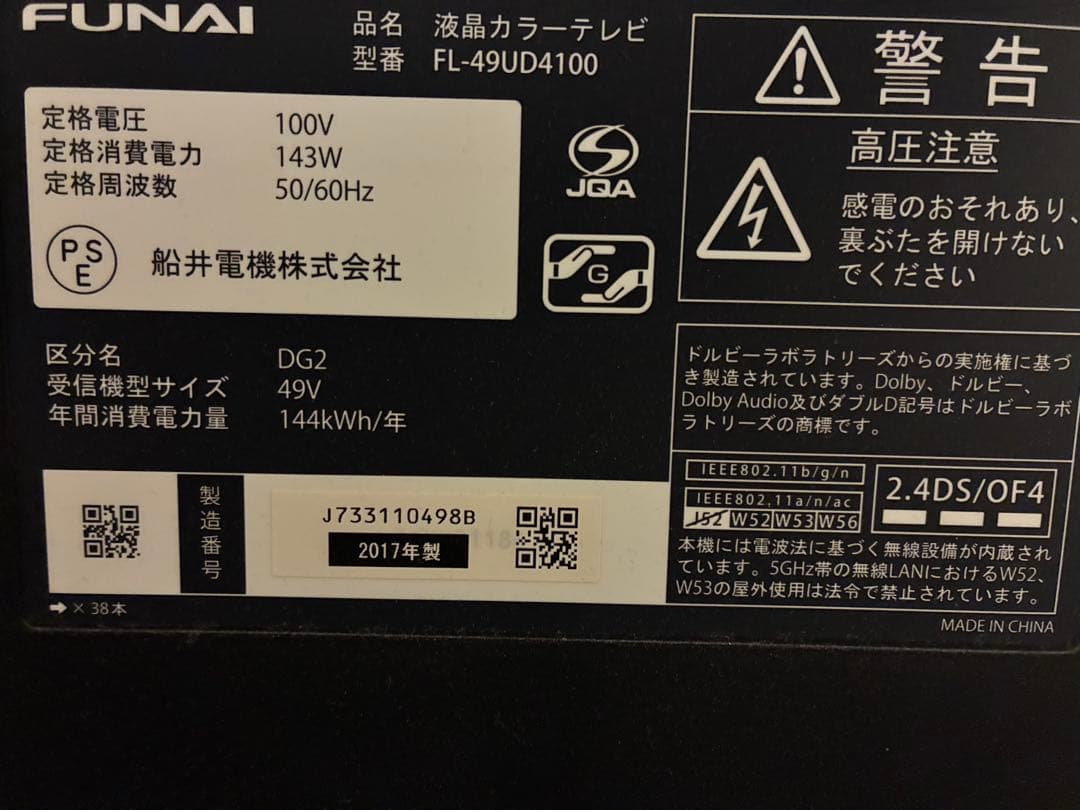 FUNAI
品名 液晶カラーテレビ
型番 FL-49UD4100
定格電圧 100V
定格消費電力 143W
定格周波数 50/60Hz
PSE
船井電機株式会社
JQA
G
警告
高圧注意
感電のおそれあり、
裏ぶたを開けない
でください
区分名 DG2
受信機型サイズ 49V
年間消費電力量 144kWh/年
ドルビーラボラトリーズからの実施権に基づ
き製造されています。Dolby、ドルビー、
Dolby Audio及びダブルD記号はドルビーラボ
ラトリーズの商標です。
IEEE802.11b/g/n
IEEE802.11a/n/ac
J52 W52 W53 W56
2.4DS/OF4
本機には電波法に基づく無線設備が内蔵され
ています。5GHz帯の無線LANにおけるW52、
W53の屋外使用は法令で禁止されています。
製造番号
J733110498B
2017年製
➡ × 38本
MADE IN CHINA